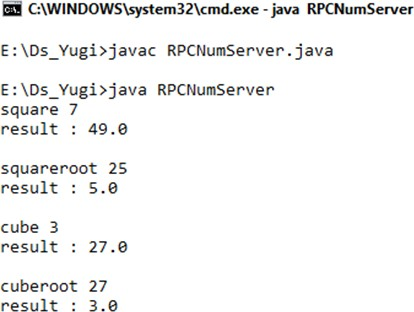 C:\WINDOWS\system32\cmd.exe - java RPCNumServer
E:\Ds_Yugi>javac RPCNumServer.java
E:\Ds_Yugi>java RPCNumServer
square 7
result : 49.0
squareroot 25
result : 5.0
cube 3
result : 27.0
cuberoot 27
result : 3.0